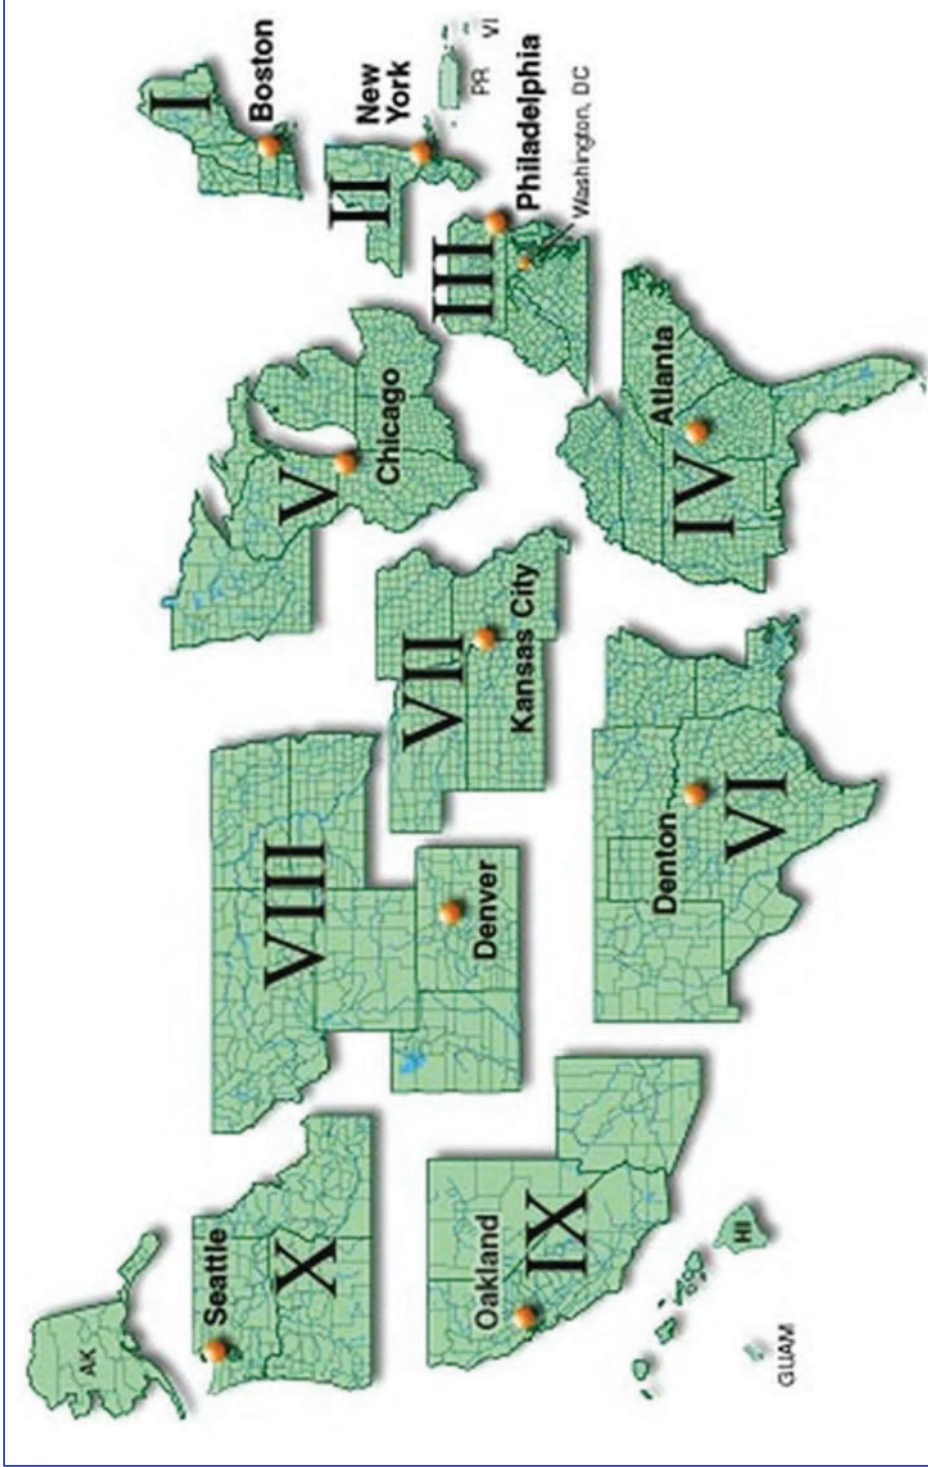 AK
Seattle
X
Oakland
IX
HI
GUAM
VIII
Denver
VII
Kansas City
Denton
VI
V
Chicago
IV
Atlanta
I
Boston
II
New
York
PR
VI
III
Philadelphia
Washington, DC